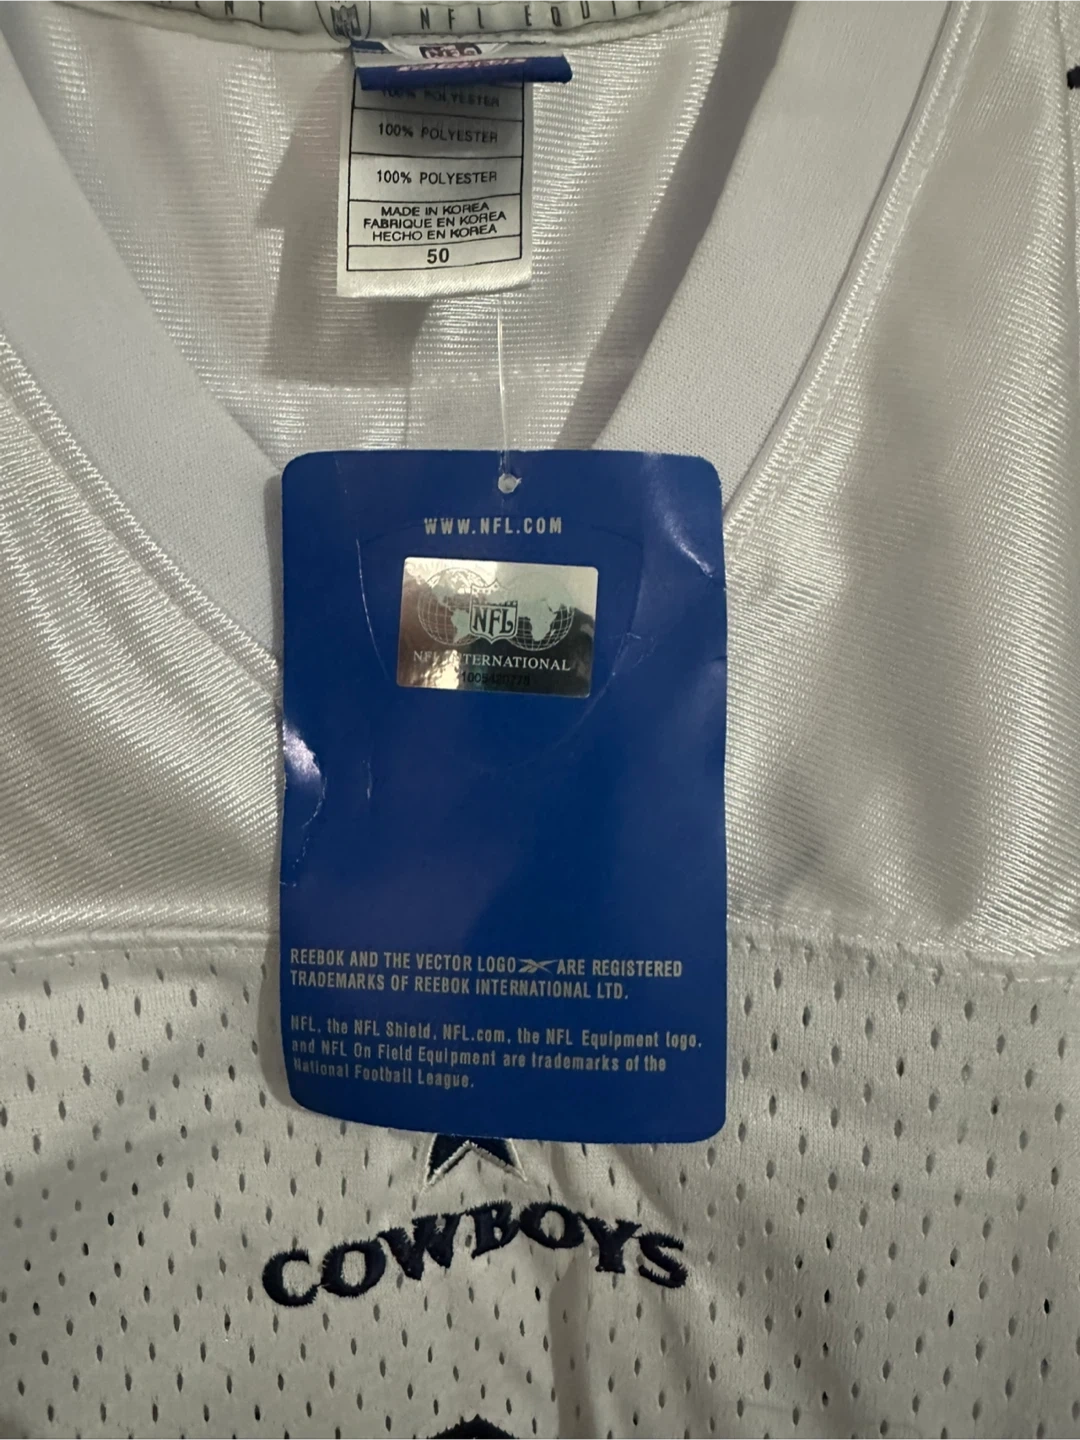 NFL EQUI
NFL
100% POLYESTER
100% POLYESTER
100% POLYESTER
MADE IN KOREA
FABRIQUE EN KOREA
HECHO EN KOREA
50
WWW.NFL.COM
NFL
NFL INTERNATIONAL
REEBOK AND THE VECTOR LOGO ARE REGISTERED
TRADEMARKS OF REEBOK INTERNATIONAL LTD.
NFL, the NFL Shield, NFL.com, the NFL Equipment logo,
and NFL On Field Equipment are trademarks of the
National Football League.
COWBOYS